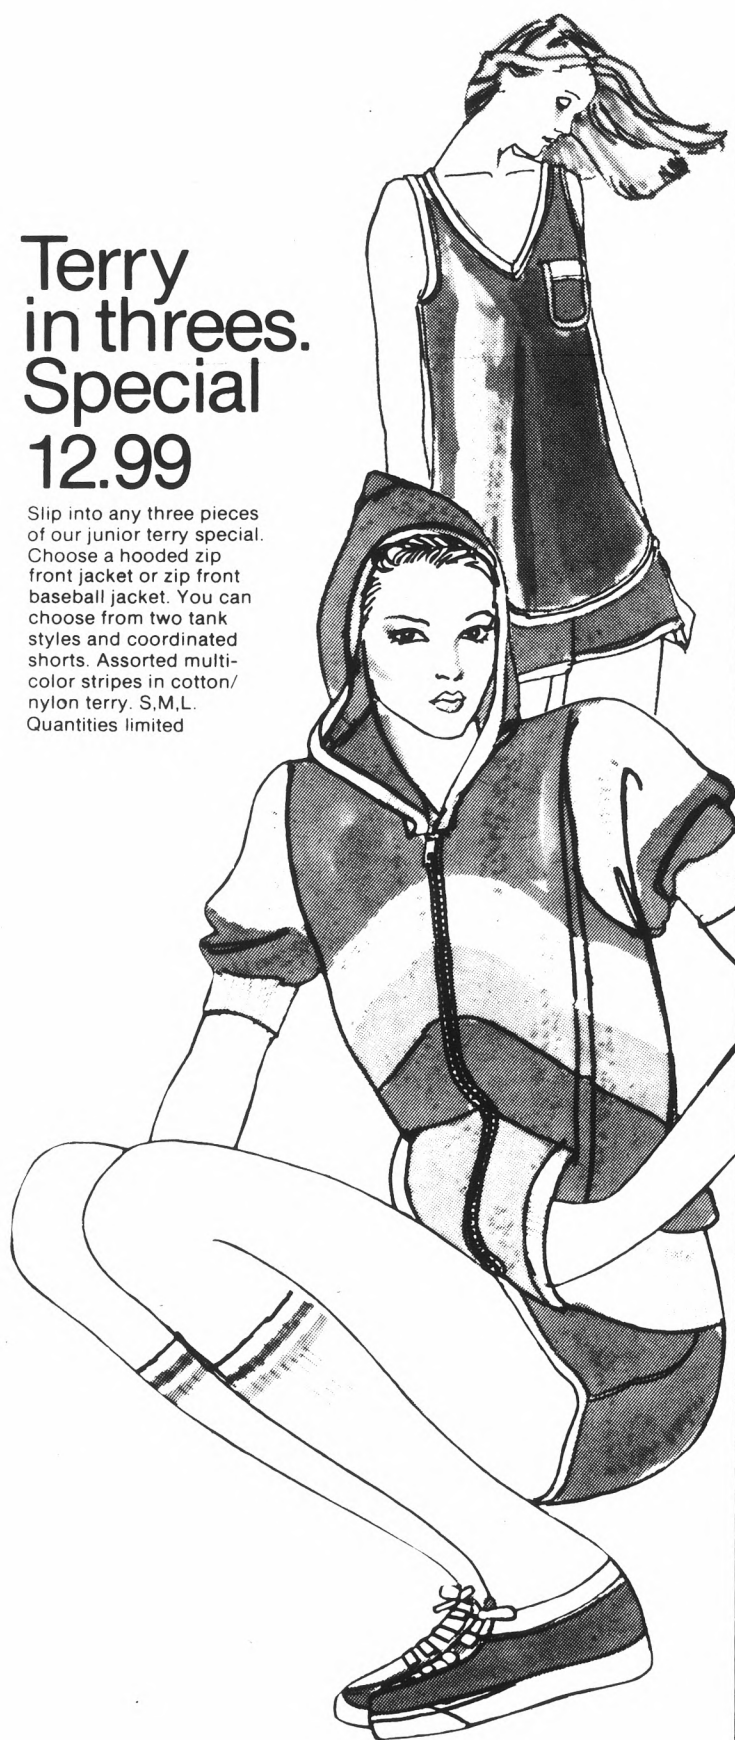 Terry
in threes.
Special
12.99
Slip into any three pieces
of our junior terry special.
Choose a hooded zip
front jacket or zip front
baseball jacket. You can
choose from two tank
styles and coordinated
shorts. Assorted multi-
color stripes in cotton/
nylon terry. S,M,L.
Quantities limited